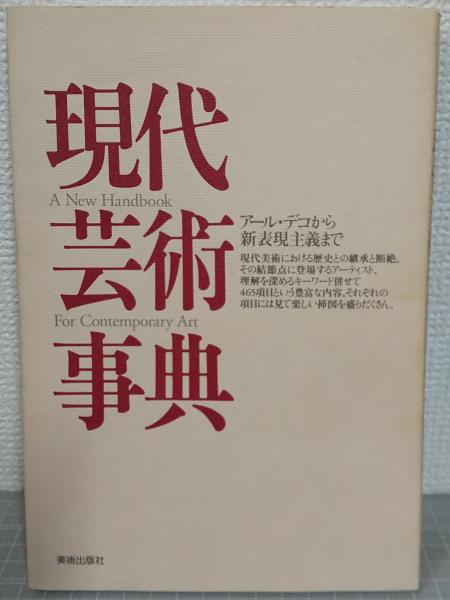 現代
A New Handbook
芸術
For Contemporary Art
事典
アール・デコから
新表現主義まで
現代美術における歴史との継承と断絶。
その結節点に登場するアーティスト、
理解を深めるキーワード併せて
465項目という豊富な内容。それぞれの
項目には見て楽しい挿図を盛りだくさん。
美術出版社